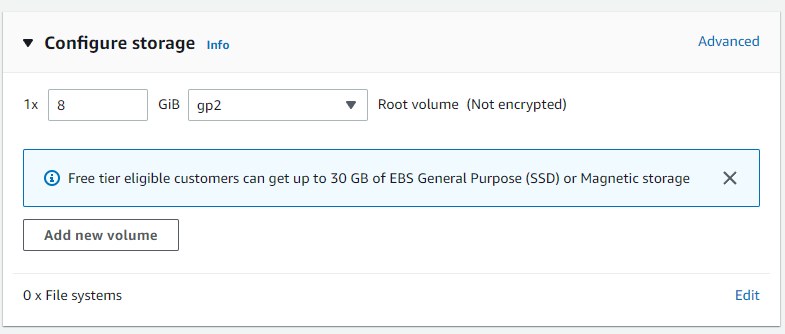 Configure storage Info Advanced
1x 8 GiB gp2 Root volume (Not encrypted)
Free tier eligible customers can get up to 30 GB of EBS General Purpose (SSD) or Magnetic storage
Add new volume
0 x File systems Edit